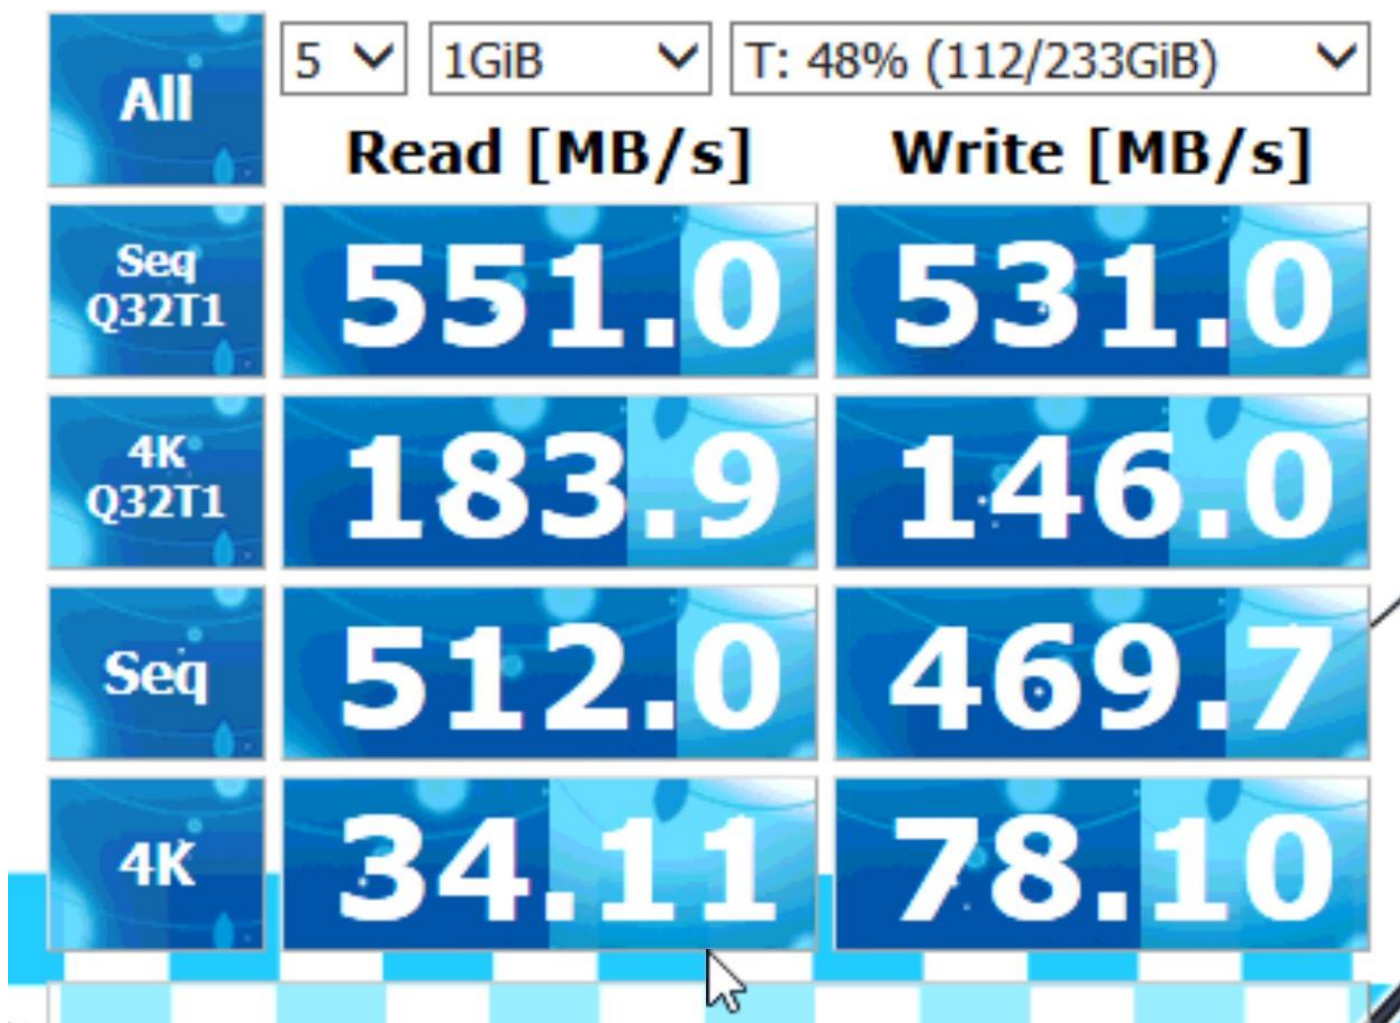 All 5 1GiB T: 48% (112/233GiB)
Read [MB/s] Write [MB/s]
Seq
Q32T1 551.0 531.0
4K
Q32T1 183.9 146.0
Seq 512.0 469.7
4K 34.11 78.10